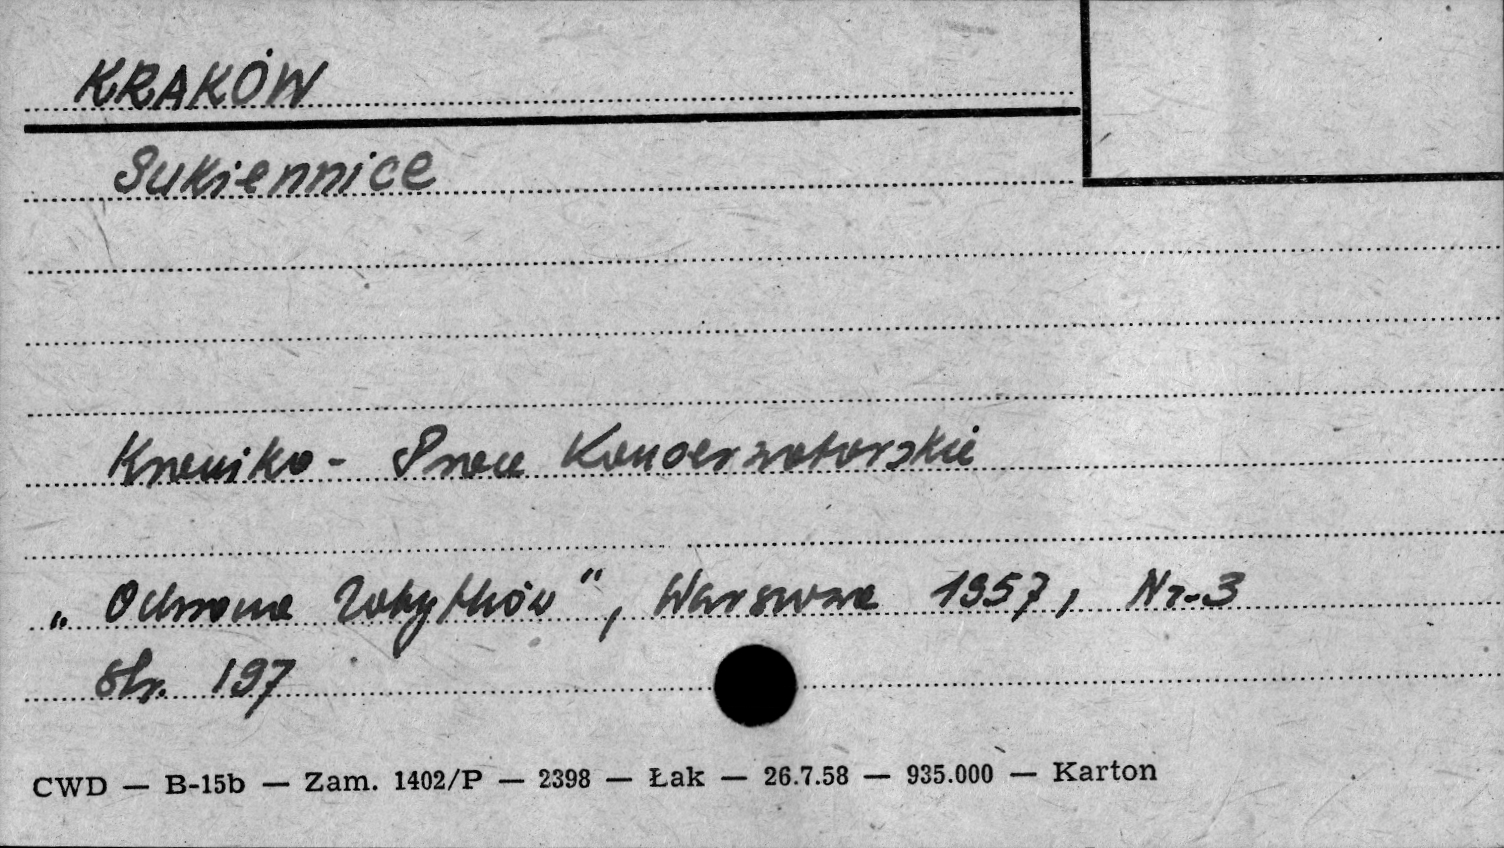 KRAKÓW
Sukiennice
Kronika - Prace Konserwatorskie
„Ochrona Zabytków", Warszawa 1957, Nr.3
str. 197
CWD — B-15b — Zam. 1402/P — 2398 — Łak — 26.7.58 — 935.000 — Karton